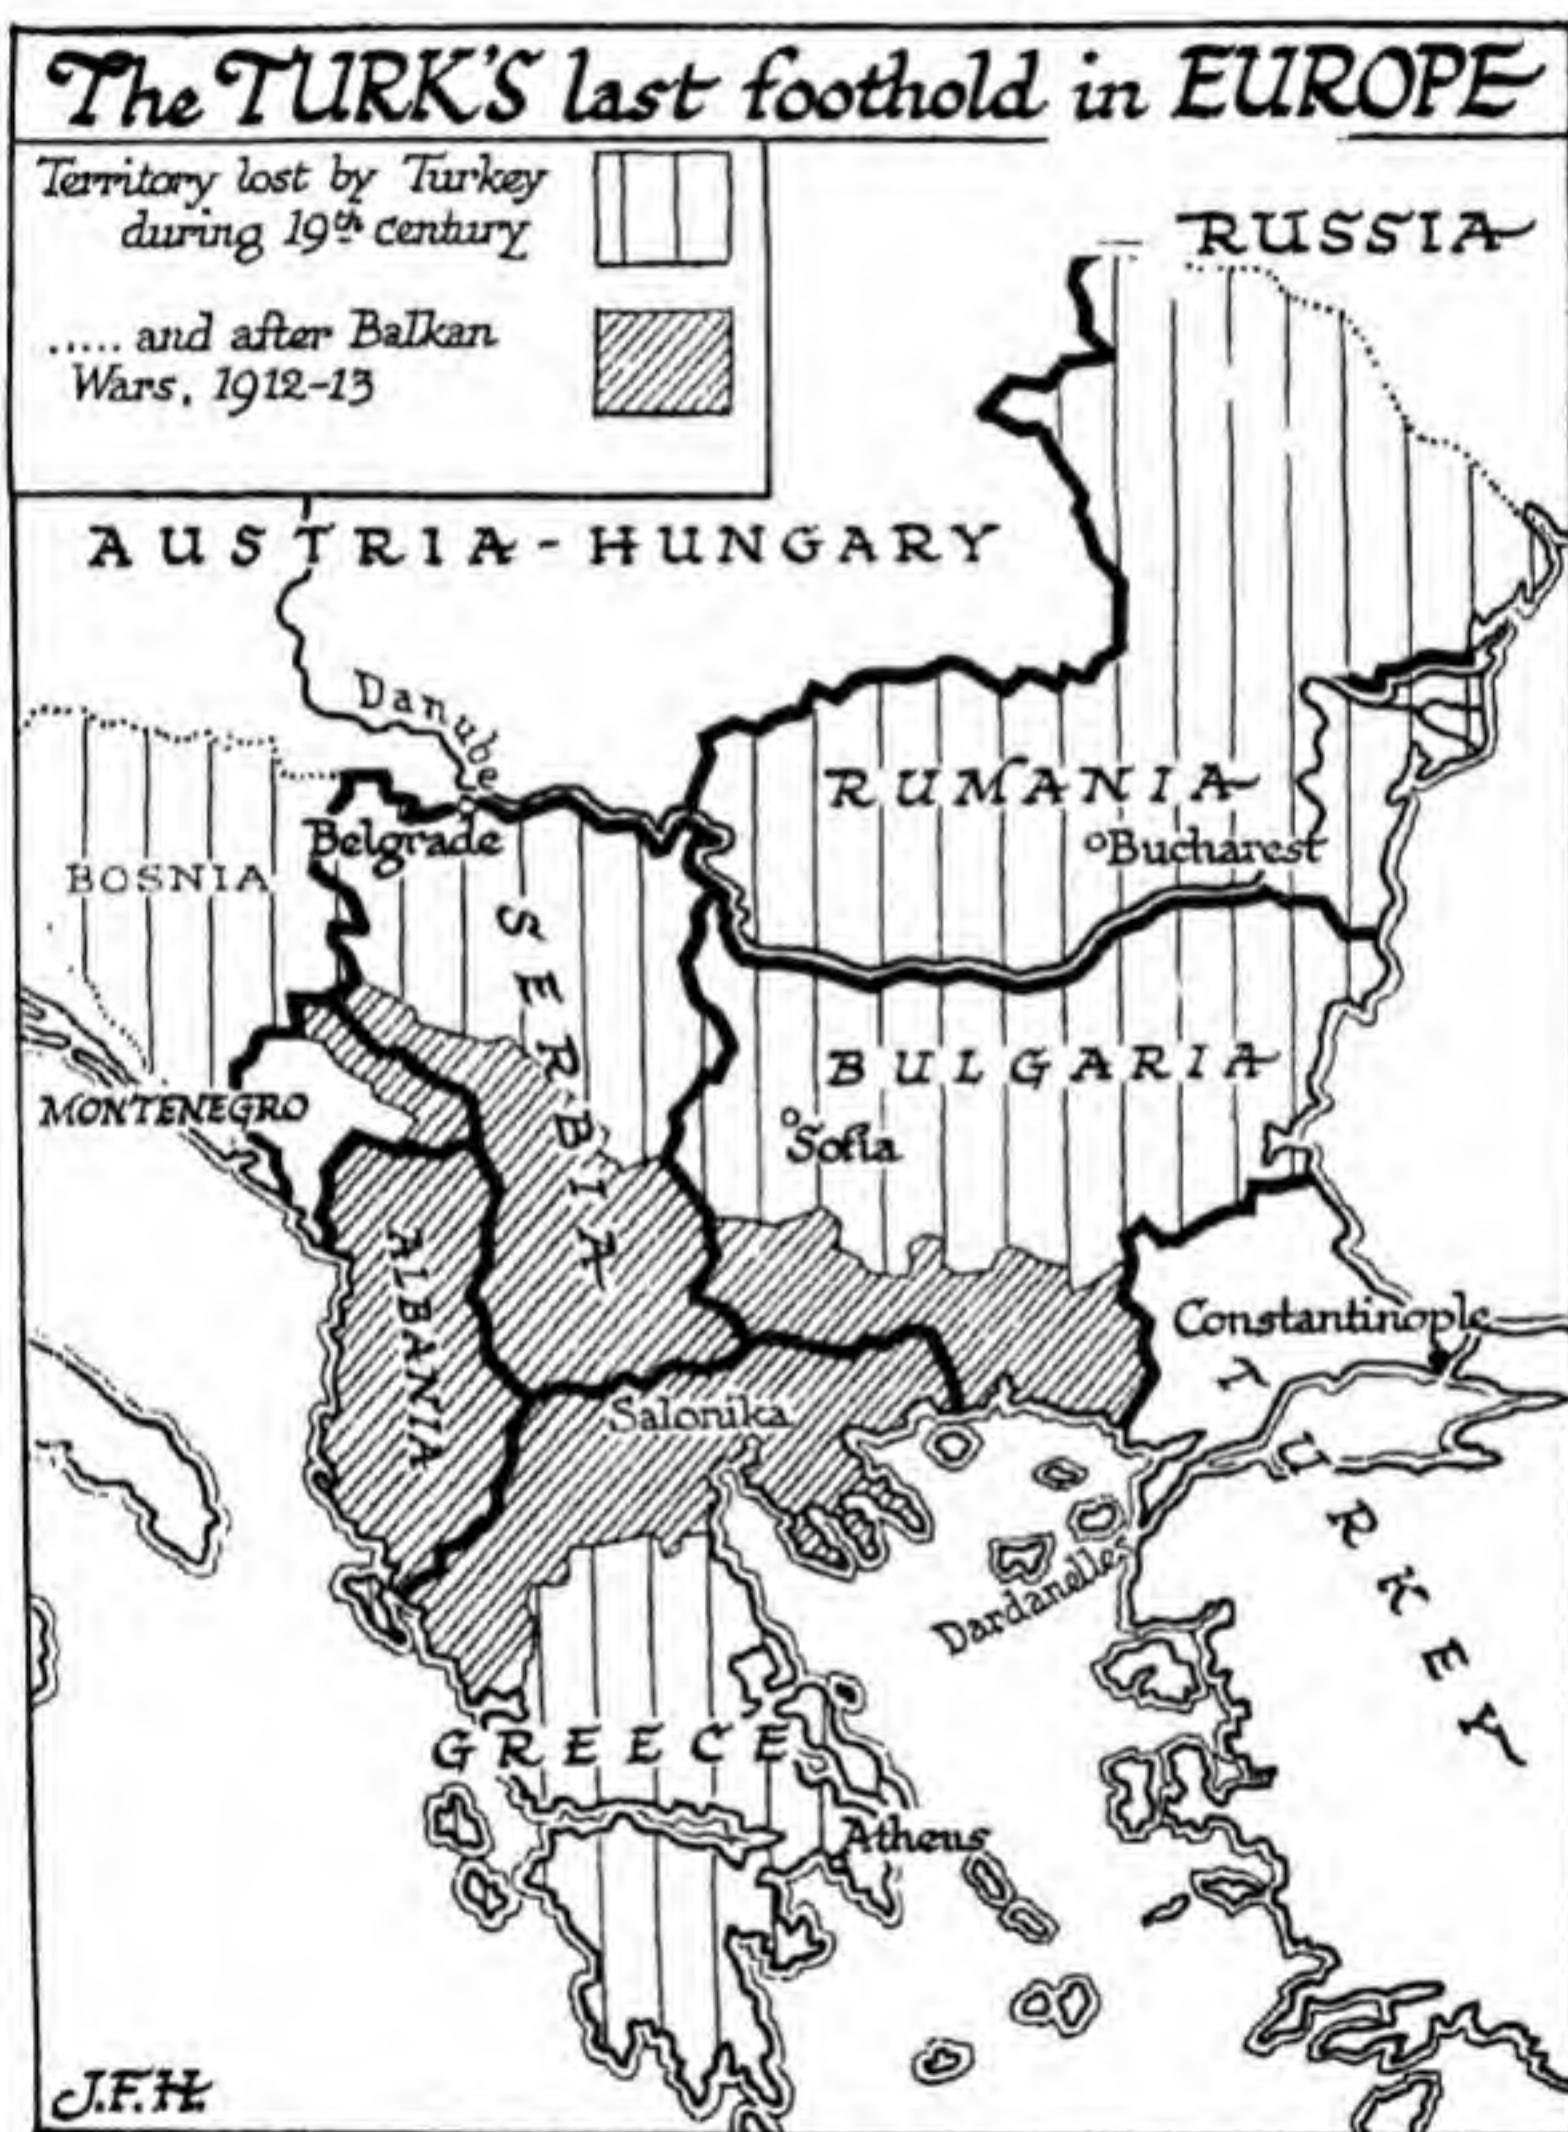 The TURK'S last foothold in EUROPE
Territory lost by Turkey
during 19th century
..... and after Balkan
Wars, 1912-13
RUSSIA
AUSTRIA-HUNGARY
Danube
RUMANIA
Bucharest
Belgrade
BOSNIA
SERBIA
BULGARIA
MONTENEGRO
Sofia
ALBANIA
Constantinople
TURKEY
Salonika
Dardanelles
GREECE
Athens
J.F.H.